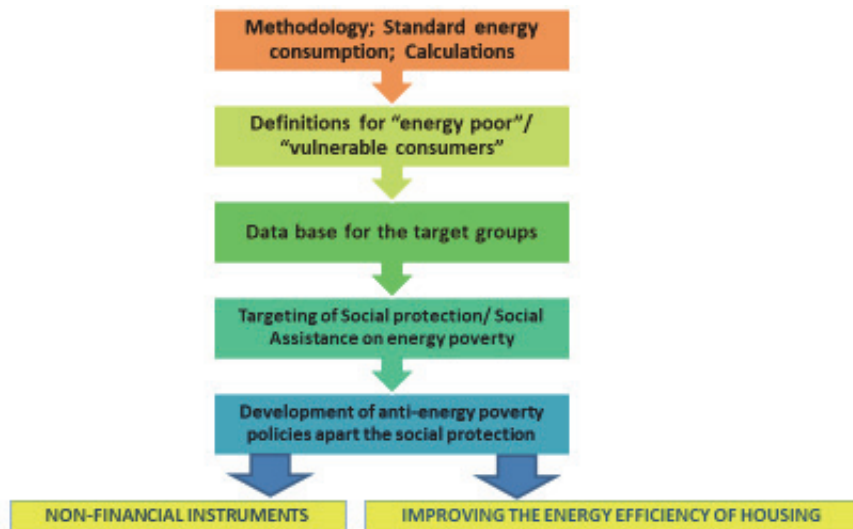 Methodology; Standard energy
consumption; Calculations
Definitions for “energy poor”/
“vulnerable consumers”
Data base for the target groups
Targeting of Social protection/ Social
Assistance on energy poverty
Development of anti-energy poverty
policies apart the social protection
NON-FINANCIAL INSTRUMENTS
IMPROVING THE ENERGY EFFICIENCY OF HOUSING